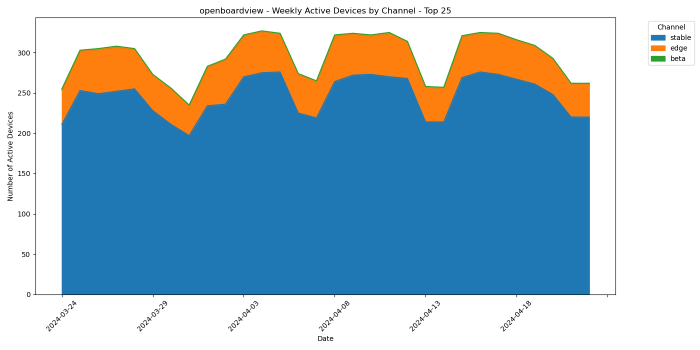 openboardview - Weekly Active Devices by Channel - Top 25
Channel
stable
edge
beta
Number of Active Devices
300
250
200
150
100
50
0
2024-03-24
2024-03-29
2024-04-03
2024-04-08
2024-04-13
2024-04-18
Date